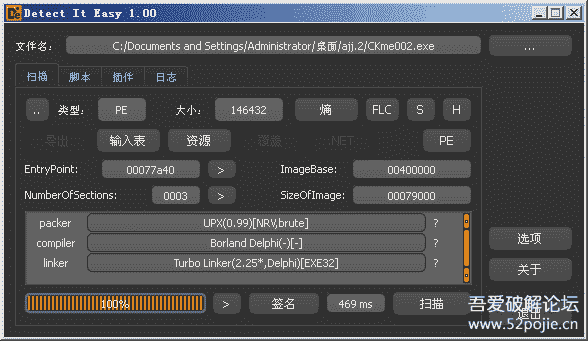 Detect It Easy 1.00
文件名: C:/Documents and Settings/Administrator/桌面/ajj.2/CKme002.exe ...
扫描 脚本 插件 日志
.. 类型: PE 大小: 146432 熵 FLC S H
导出 输入表 资源 覆盖 .NET PE
EntryPoint: 00077a40 > ImageBase: 00400000
NumberOfSections: 0003 > SizeOfImage: 00079000
packer UPX(0.99)[NRV,brute] ?
compiler Borland Delphi(-)[-] ?
linker Turbo Linker(2.25*,Delphi)[EXE32] ?
选项
关于
100% > 签名 469 ms 扫描
退出
吾爱破解论坛
www.52pojie.cn